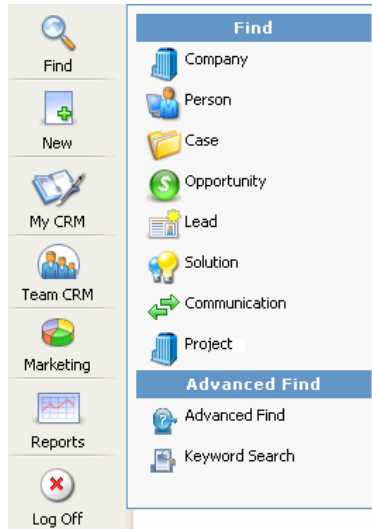 Find
New
My CRM
Team CRM
Marketing
Reports
Log Off
Find
Company
Person
Case
Opportunity
Lead
Solution
Communication
Project
Advanced Find
Advanced Find
Keyword Search